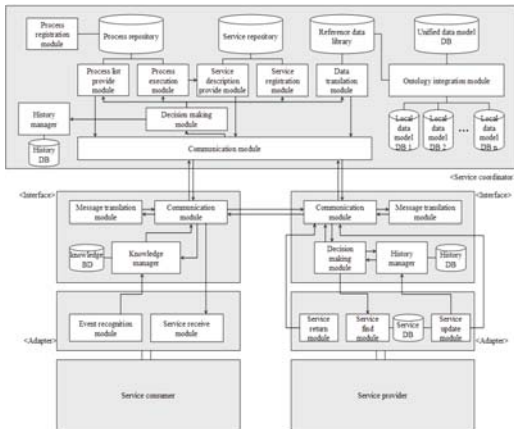 Process
registration
module
Process repository
Service repository
Reference data
library
Unified data model
DB
Process list
provide module
Process
execution
module
Service
description
provide module
Service
registration
module
Data
translation
module
Ontology integration module
History
manager
Decision making
module
Local
data
model
DB 1
Local
data
model
DB 2
...
Local
data
model
DB n
History
DB
Communication module
<Service coordinator>
<Interface>
<Interface>
Message translation
module
Communication
module
Communication
module
Message translation
module
knowledge
BD
Knowledge
manager
Decision
making
module
History
manager
History
DB
Event recognition
module
Service receive
module
Service
return
module
Service
find
module
Service
DB
Service
update
module
<Adapter>
<Adapter>
Service consumer
Service provider